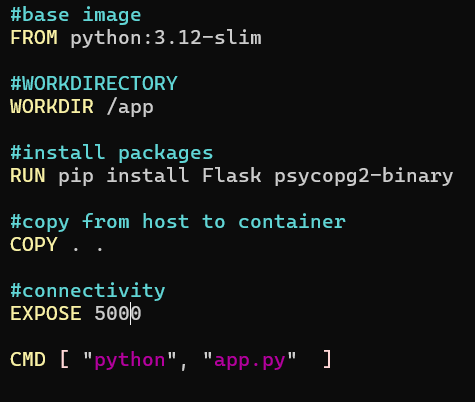 #base image
FROM python:3.12-slim
#WORKDIRECTORY
WORKDIR /app
#install packages
RUN pip install Flask psycopg2-binary
#copy from host to container
COPY . .
#connectivity
EXPOSE 5000
CMD [ "python", "app.py"  ]